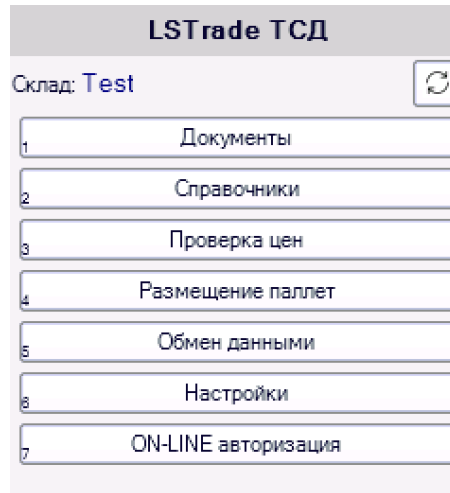 LSTrade ТСД
Склад: Test
1 Документы
2 Справочники
3 Проверка цен
4 Размещение паллет
5 Обмен данными
6 Настройки
7 ON-LINE авторизация